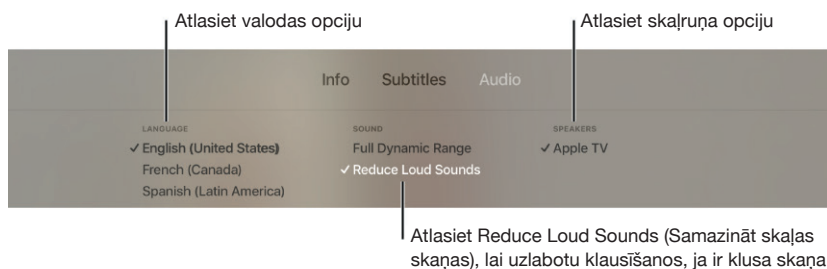 Atlasiet valodas opciju
Atlasiet skaļruņa opciju
Info Subtitles Audio
LANGUAGE
✓ English (United States)
French (Canada)
Spanish (Latin America)
SOUND
Full Dynamic Range
✓ Reduce Loud Sounds
SPEAKERS
✓ Apple TV
Atlasiet Reduce Loud Sounds (Samazināt skaļas
skaņas), lai uzlabotu klausīšanos, ja ir klusa skaņa